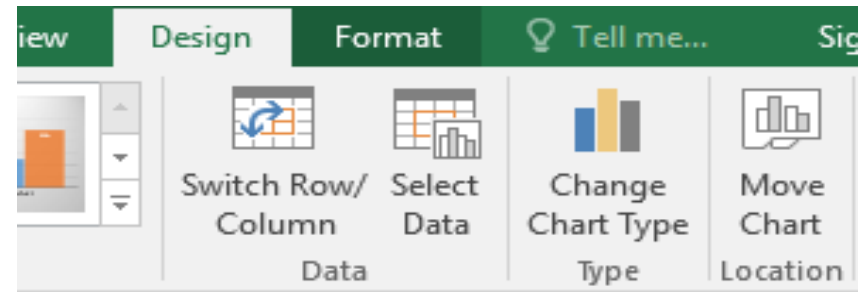 iew Design Format Tell me... Sig
Switch Row/ Select Change Move
Column Data Chart Type Chart
Data Type Location